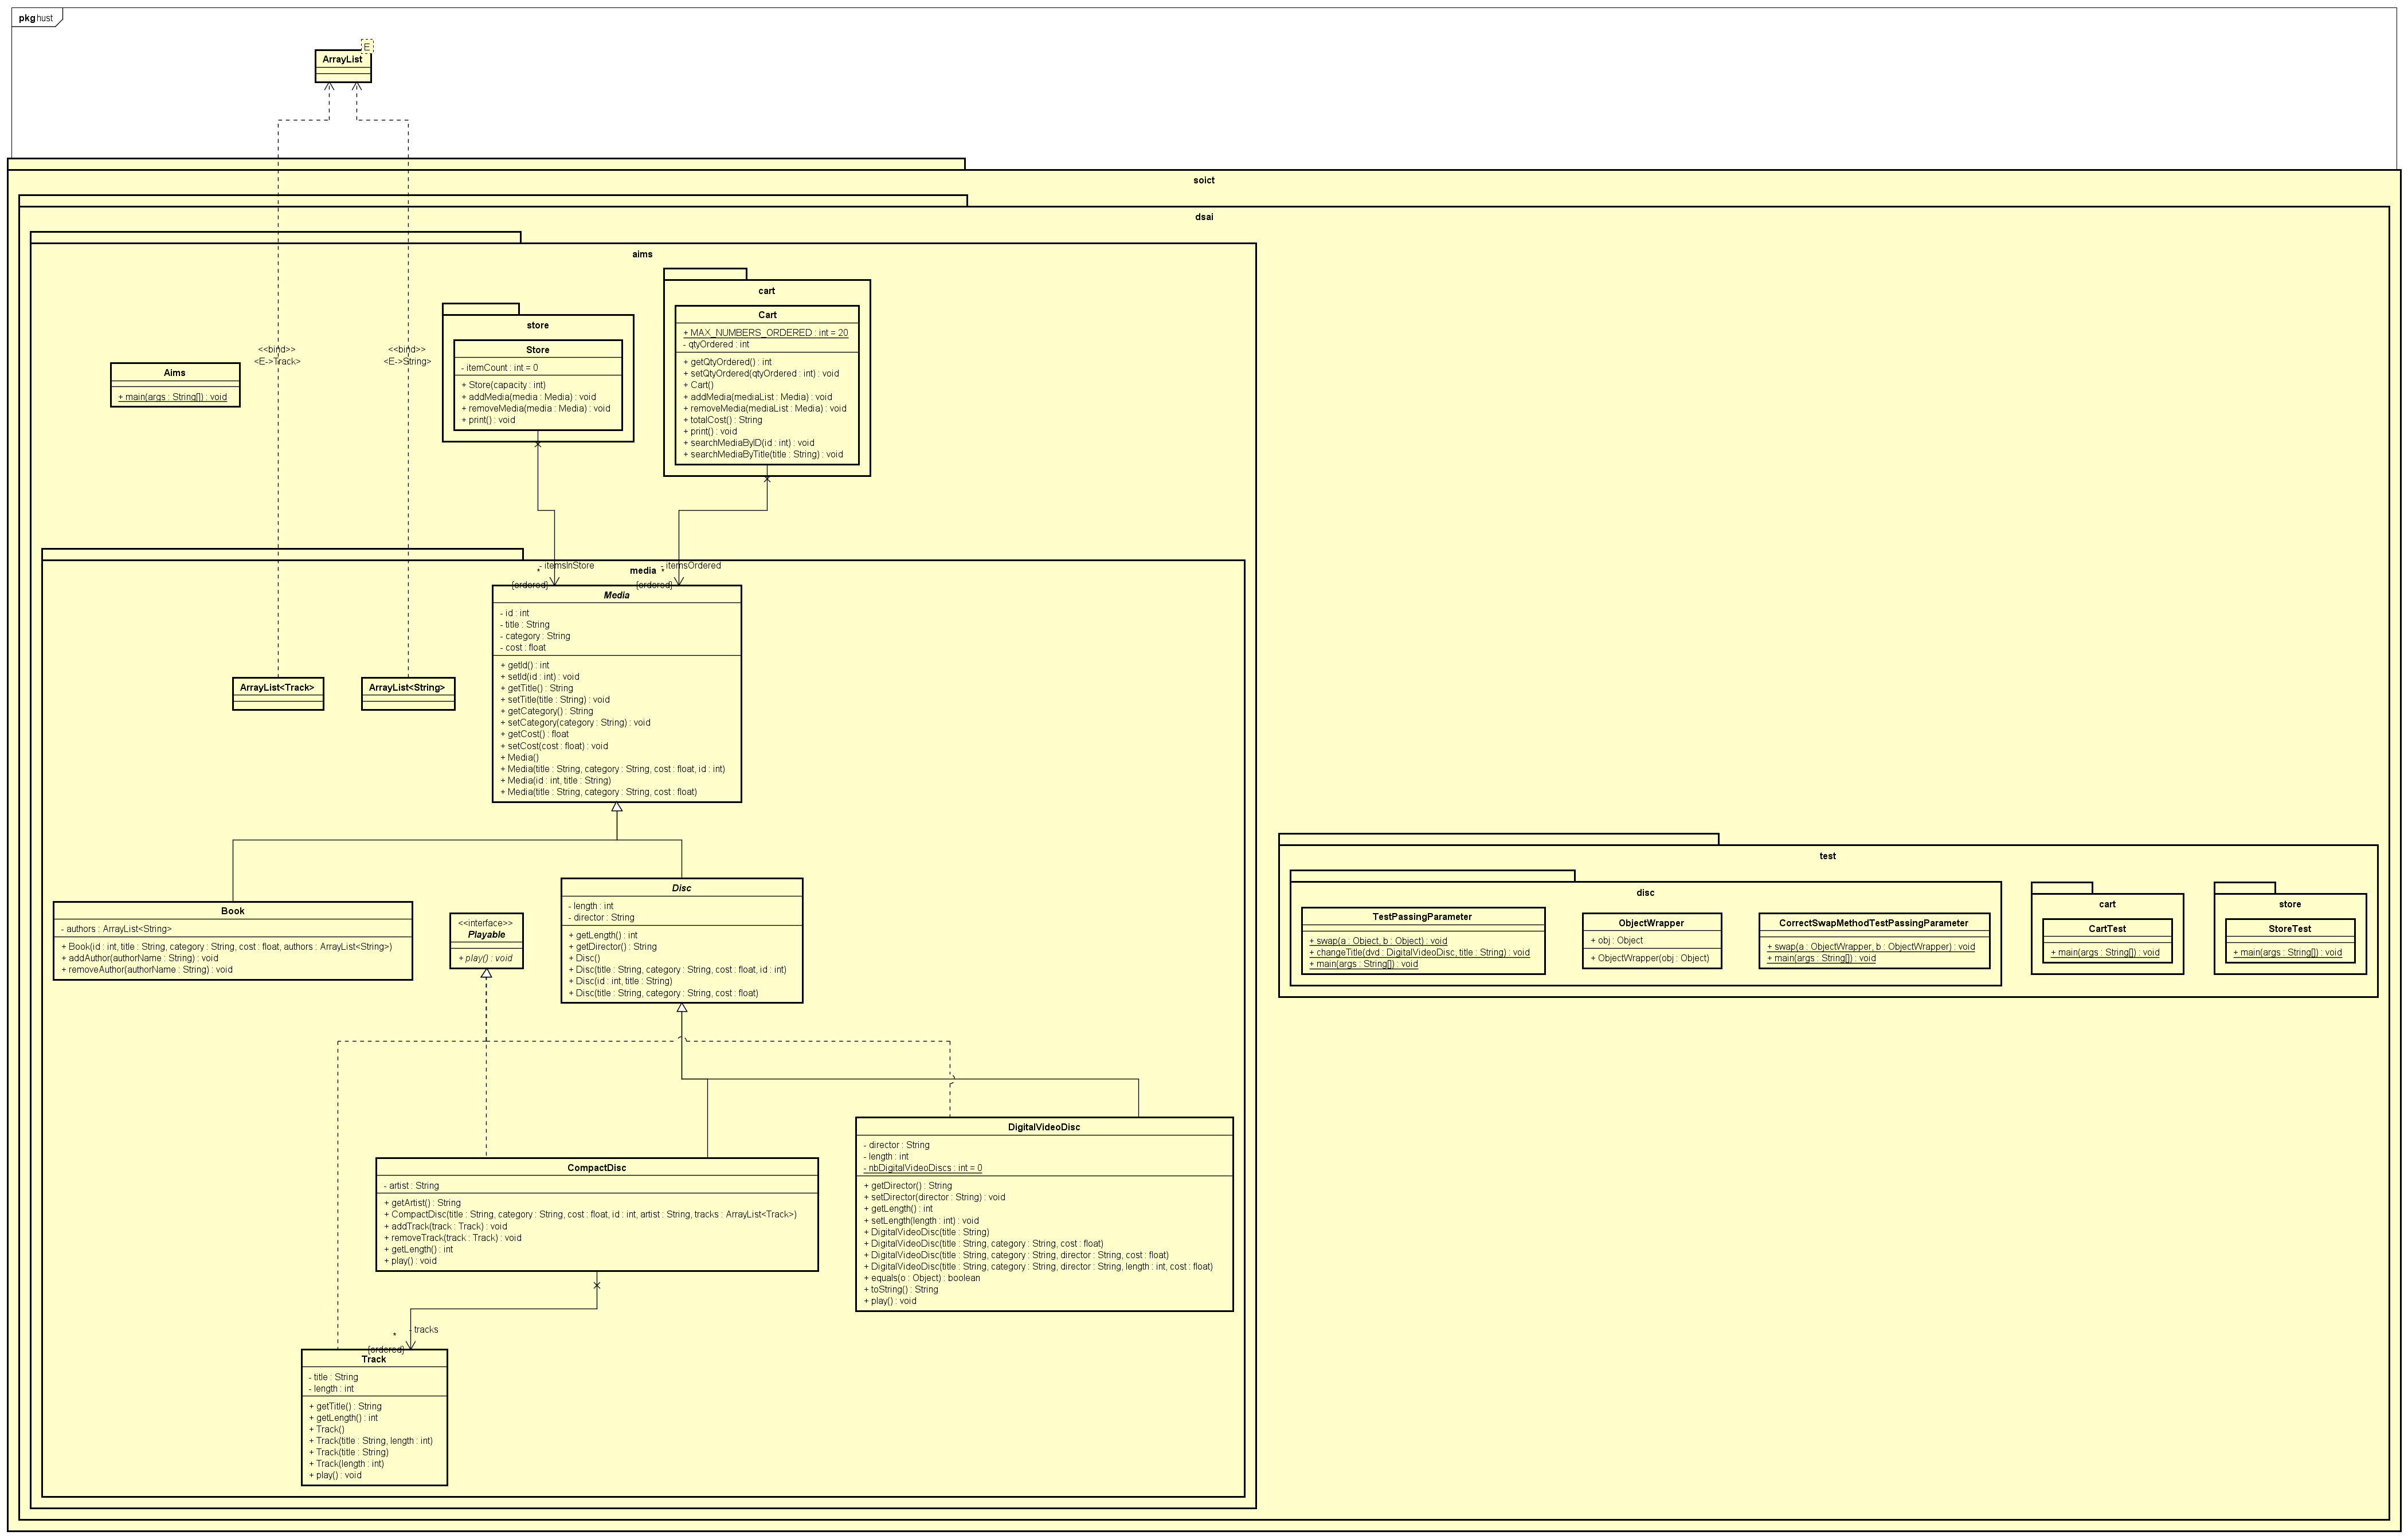 pkg hust
E
ArrayList
soict
dsai
aims
<<bind>>
<E->Track>
<<bind>>
<E->String>
Aims
+ main(args : String[]) : void
store
Store
- itemCount : int = 0
+ Store(capacity : int)
+ addMedia(media : Media) : void
+ removeMedia(media : Media) : void
+ print() : void
cart
Cart
+ MAX_NUMBERS_ORDERED : int = 20
- qtyOrdered : int
+ getQtyOrdered() : int
+ setQtyOrdered(qtyOrdered : int) : void
+ Cart()
+ addMedia(mediaList : Media) : void
+ removeMedia(mediaList : Media) : void
+ totalCost() : String
+ print() : void
+ searchMediaByID(id : int) : void
+ searchMediaByTitle(title : String) : void
media
- itemsInStore
*
{ordered}
- itemsOrdered
*
{ordered}
ArrayList<Track>
ArrayList<String>
Media
- id : int
- title : String
- category : String
- cost : float
+ getId() : int
+ setId(id : int) : void
+ getTitle() : String
+ setTitle(title : String) : void
+ getCategory() : String
+ setCategory(category : String) : void
+ getCost() : float
+ setCost(cost : float) : void
+ Media()
+ Media(title : String, category : String, cost : float, id : int)
+ Media(id : int, title : String)
+ Media(title : String, category : String, cost : float)
Book
- authors : ArrayList<String>
+ Book(id : int, title : String, category : String, cost : float, authors : ArrayList<String>)
+ addAuthor(authorName : String) : void
+ removeAuthor(authorName : String) : void
<<interface>>
Playable
+ play() : void
Disc
- length : int
- director : String
+ getLength() : int
+ getDirector() : String
+ Disc()
+ Disc(title : String, category : String, cost : float, id : int)
+ Disc(id : int, title : String)
+ Disc(title : String, category : String, cost : float)
CompactDisc
- artist : String
+ getArtist() : String
+ CompactDisc(title : String, category : String, cost : float, id : int, artist : String, tracks : ArrayList<Track>)
+ addTrack(track : Track) : void
+ removeTrack(track : Track) : void
+ getLength() : int
+ play() : void
DigitalVideoDisc
- director : String
- length : int
- nbDigitalVideoDiscs : int = 0
+ getDirector() : String
+ setDirector(director : String) : void
+ getLength() : int
+ setLength(length : int) : void
+ DigitalVideoDisc(title : String)
+ DigitalVideoDisc(title : String, category : String, cost : float)
+ DigitalVideoDisc(title : String, category : String, director : String, cost : float)
+ DigitalVideoDisc(title : String, category : String, director : String, length : int, cost : float)
+ equals(o : Object) : boolean
+ toString() : String
+ play() : void
- tracks
*
{ordered}
Track
- title : String
- length : int
+ getTitle() : String
+ getLength() : int
+ Track()
+ Track(title : String, length : int)
+ Track(title : String)
+ Track(length : int)
+ play() : void
test
disc
TestPassingParameter
+ swap(a : Object, b : Object) : void
+ changeTitle(dvd : DigitalVideoDisc, title : String) : void
+ main(args : String[]) : void
ObjectWrapper
+ obj : Object
+ ObjectWrapper(obj : Object)
CorrectSwapMethodTestPassingParameter
+ swap(a : ObjectWrapper, b : ObjectWrapper) : void
+ main(args : String[]) : void
cart
CartTest
+ main(args : String[]) : void
store
StoreTest
+ main(args : String[]) : void